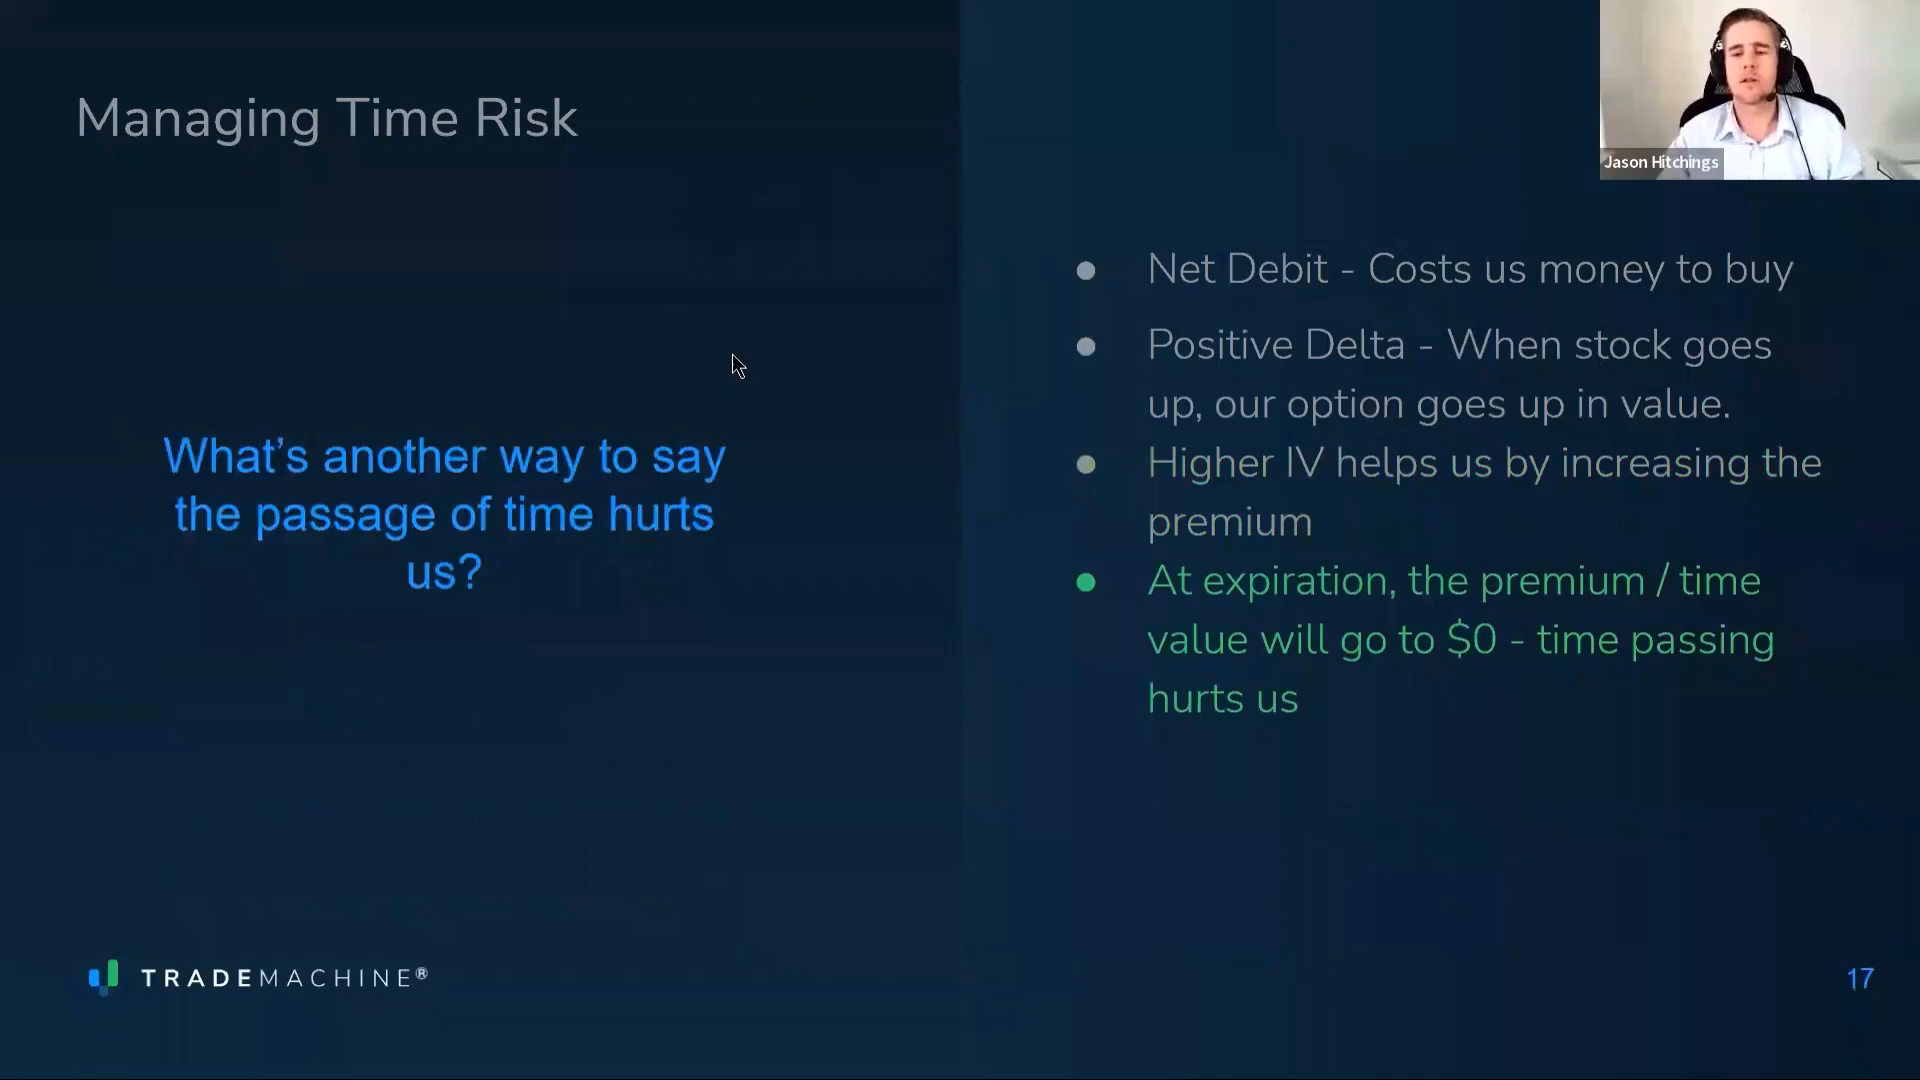 Managing Time Risk
Jason Hitchings
What’s another way to say
the passage of time hurts
us?
● Net Debit - Costs us money to buy
● Positive Delta - When stock goes
up, our option goes up in value.
● Higher IV helps us by increasing the
premium
● At expiration, the premium / time
value will go to $0 - time passing
hurts us
TRADEMACHINE®
17